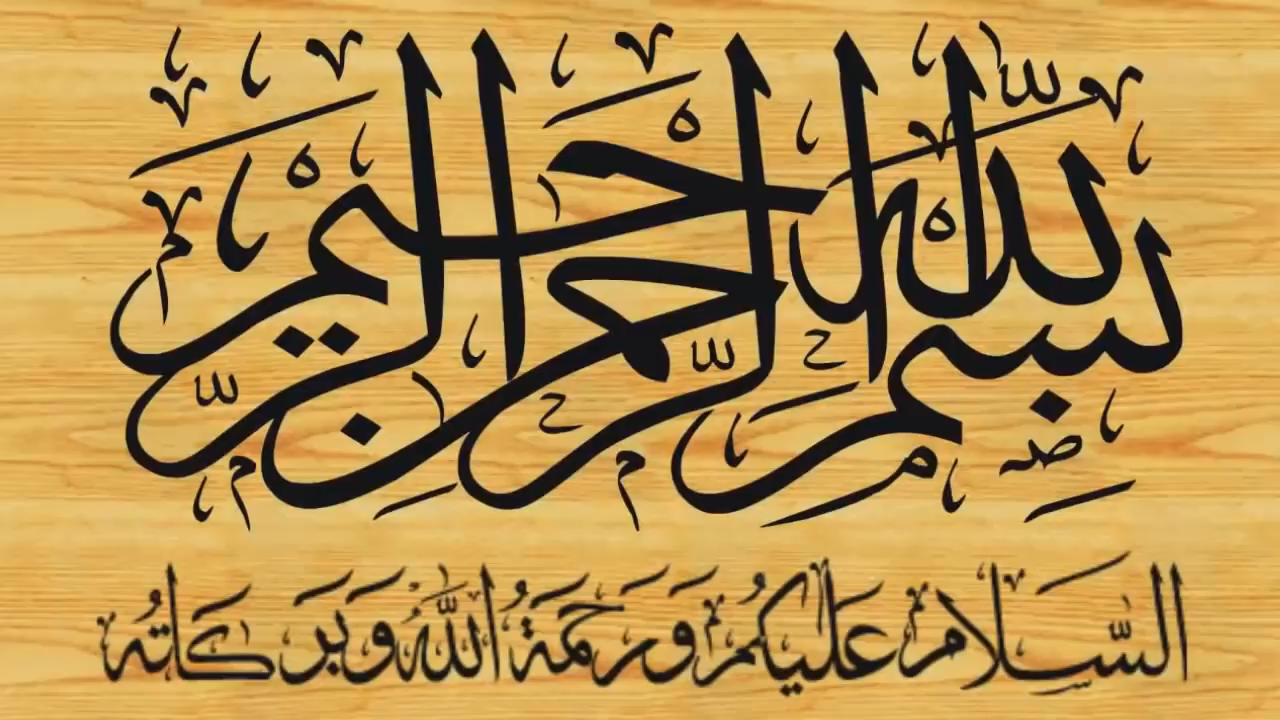 بسم الله الرحمن الرحيم
السلام عليكم ورحمة الله وبركاته